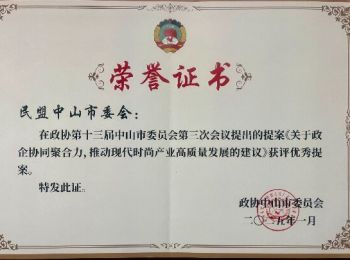 荣誉证书
民盟中山市委会：
在政协第十三届中山市委员会第三次会议提出的提案《关于政
企协同聚合力，推动现代时尚产业高质量发展的建议》获评优秀提
案。
特发此证。
政协中山市委员会
二〇二五年一月